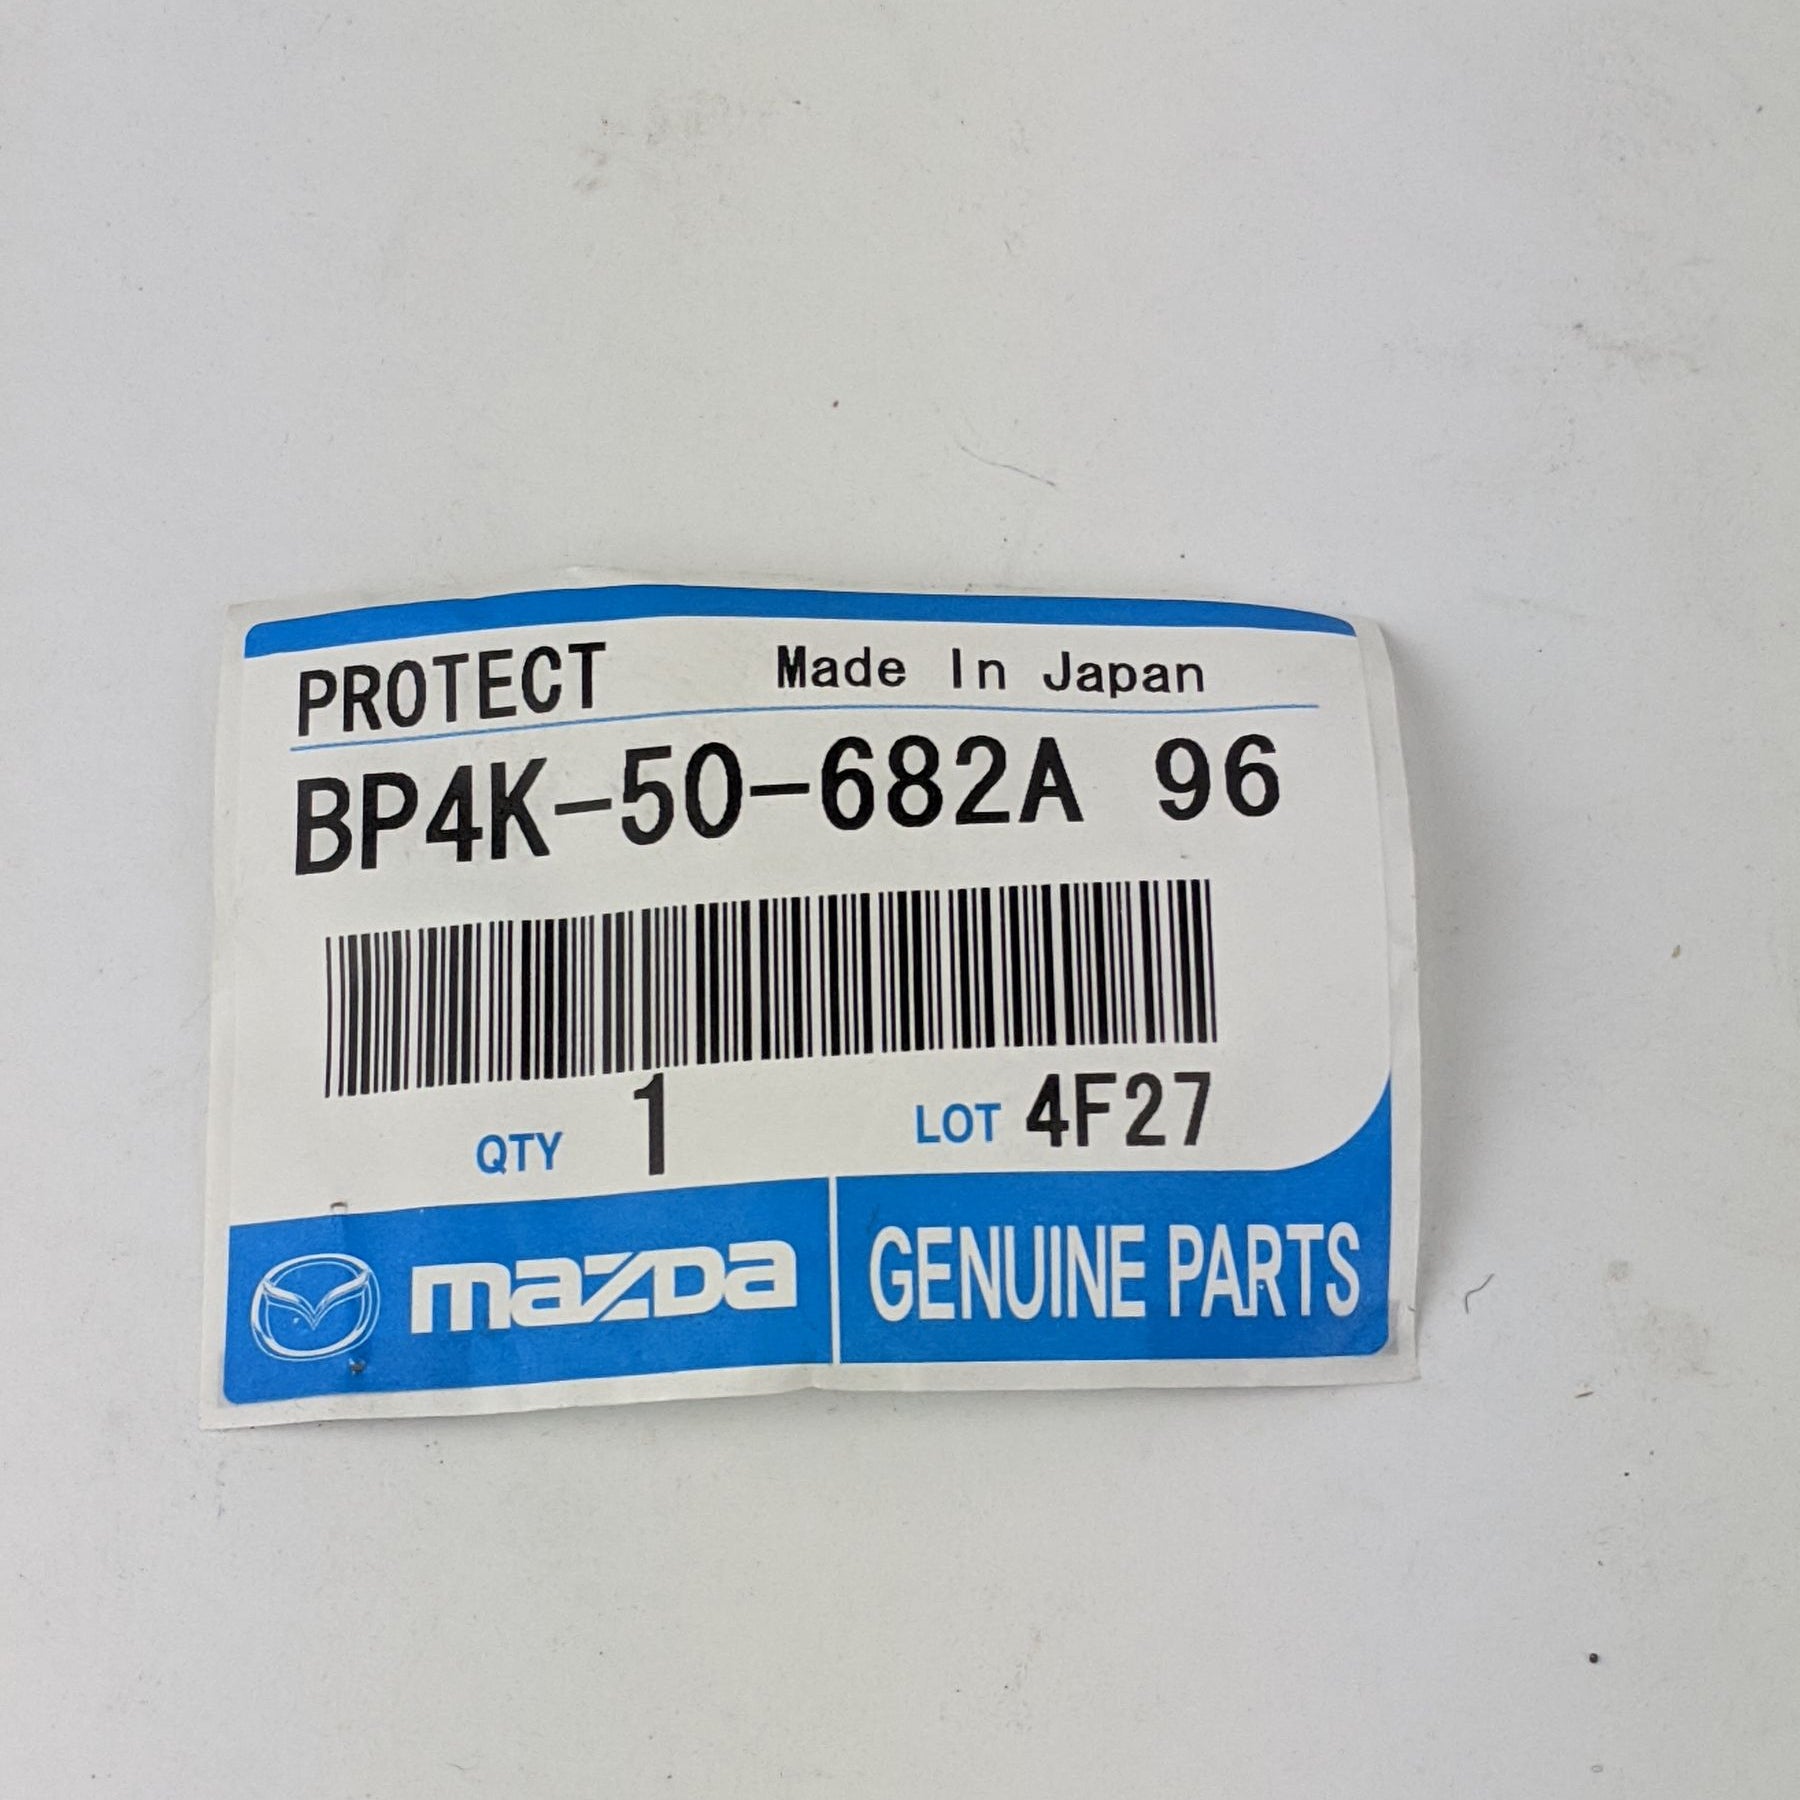 PROTECT Made In Japan
BP4K-50-682A 96
QTY 1 LOT 4F27
mazda GENUINE PARTS